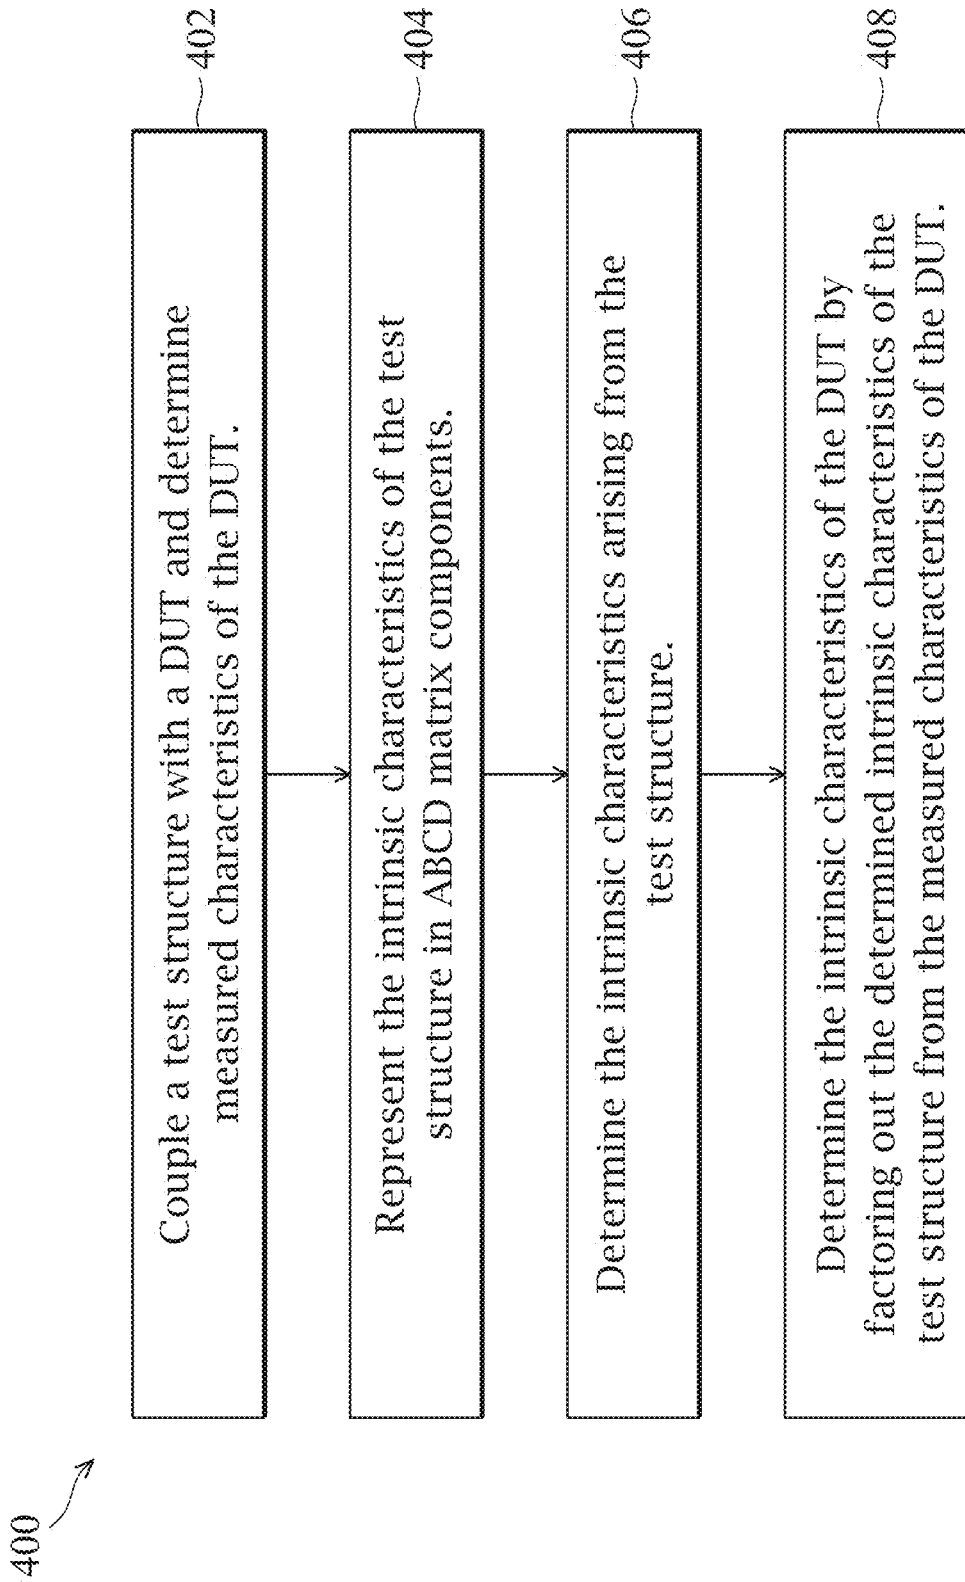 400
Couple a test structure with a DUT and determine
measured characteristics of the DUT.
402
Represent the intrinsic characteristics of the test
structure in ABCD matrix components.
404
Determine the intrinsic characteristics arising from the
test structure.
406
Determine the intrinsic characteristics of the DUT by
factoring out the determined intrinsic characteristics of the
test structure from the measured characteristics of the DUT.
408